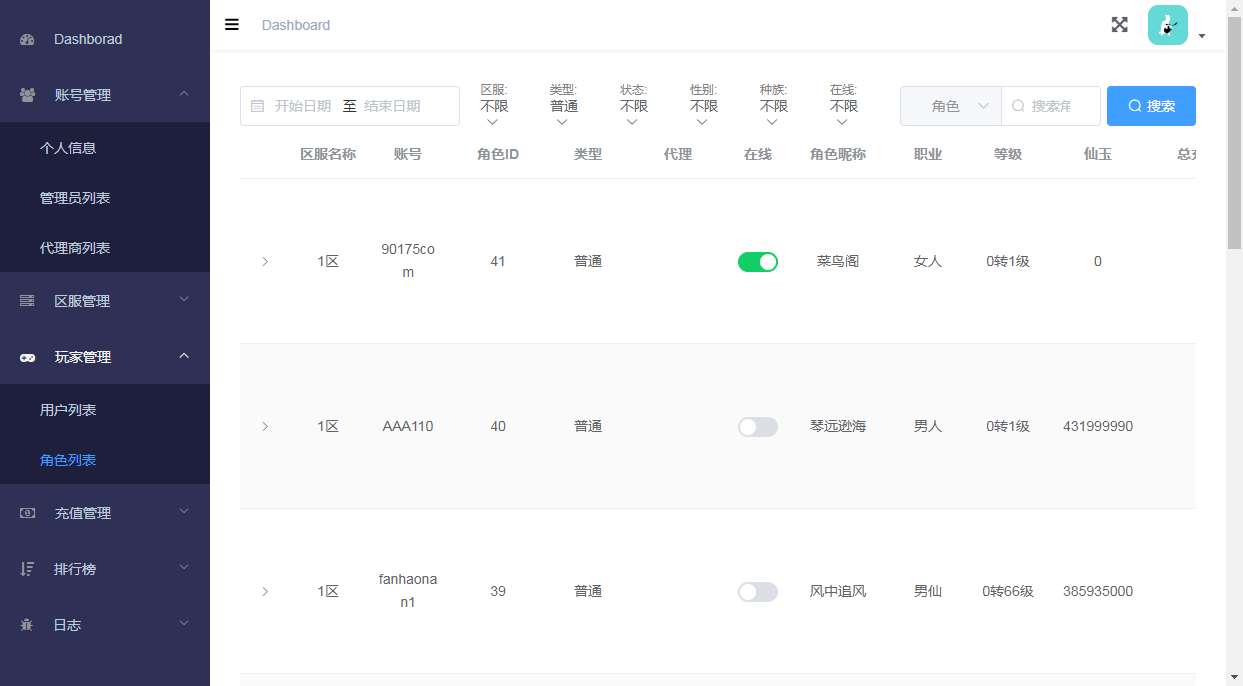 Dashborad
账号管理
个人信息
管理员列表
代理商列表
区服管理
玩家管理
用户列表
角色列表
充值管理
排行榜
日志
Dashboard
开始日期 至 结束日期
区服: 不限
类型: 普通
状态: 不限
性别: 不限
种族: 不限
在线: 不限
角色
搜索
搜索
区服名称 账号 角色ID 类型 代理 在线 角色昵称 职业 等级 仙玉
1区 90175com 41 普通 菜鸟阁 女人 0转1级 0
1区 AAA110 40 普通 琴远逊海 男人 0转1级 431999990
1区 fanhaonan1 39 普通 风中追风 男仙 0转66级 385935000